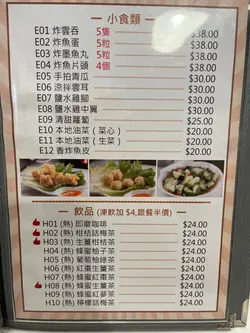 小食類
E01 炸雲吞 5隻 $38.00
E02 炸魚蛋 5粒 $38.00
E03 炸墨魚丸 5粒 $38.00
E04 炸魚片頭 4個 $38.00
E05 手拍青瓜 $30.00
E06 涼拌雲耳 $30.00
E07 鹽水雞腳 $30.00
E08 鹽水雞中翼 $30.00
E09 清甜蘿蔔 $25.00
E10 本地油菜 (菜心) $20.00
E11 本地油菜 (生菜) $20.00
E12 香炸魚皮 $30.00
飲品 (凍飲加 $4,跟餐半價)
H01 (熱) 即磨咖啡 $24.00
H02 (熱) 柑桔話梅茶 $24.00
H03 (熱) 生薑柑桔茶 $24.00
H04 (熱) 蜂蜜柚子茶 $24.00
H05 (熱) 葡萄柚綠茶 $24.00
H06 (熱) 紅棗生薑茶 $24.00
H07 (熱) 蜂蜜紅棗茶 $24.00
H08 (熱) 蜂蜜生薑茶 $24.00
H09 (熱) 蜂蜜紅蔘茶 $24.00
H10 (熱) 檸檬話梅茶 $24.00